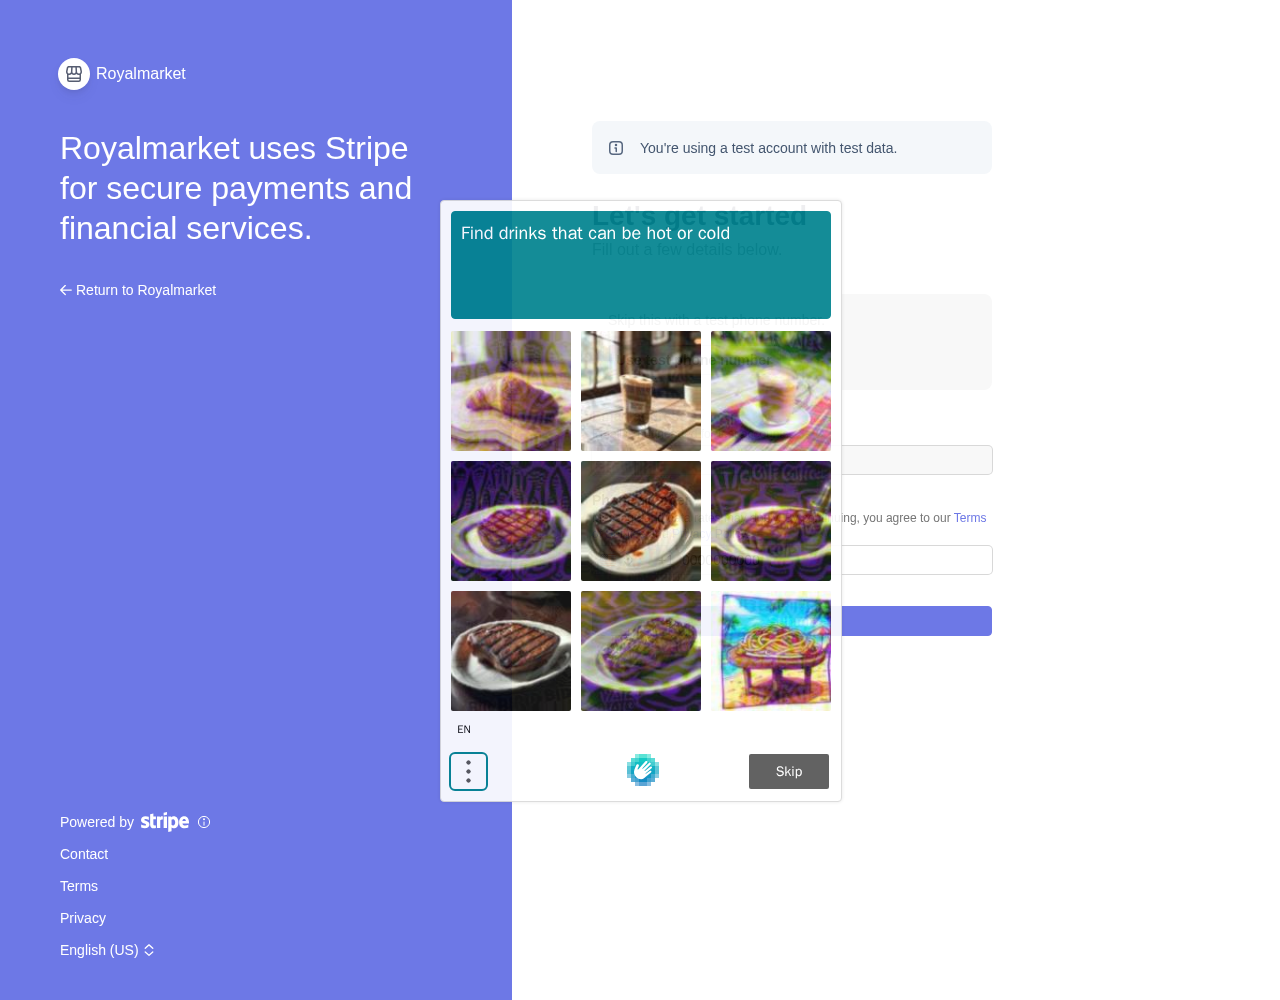 Royalmarket
Royalmarket uses Stripe
for secure payments and
financial services.
Return to Royalmarket
You're using a test account with test data.
Let's get started
Fill out a few details below.
Find drinks that can be hot or cold
ing, you agree to our Terms
EN
Skip
Powered by stripe
Contact
Terms
Privacy
English (US)